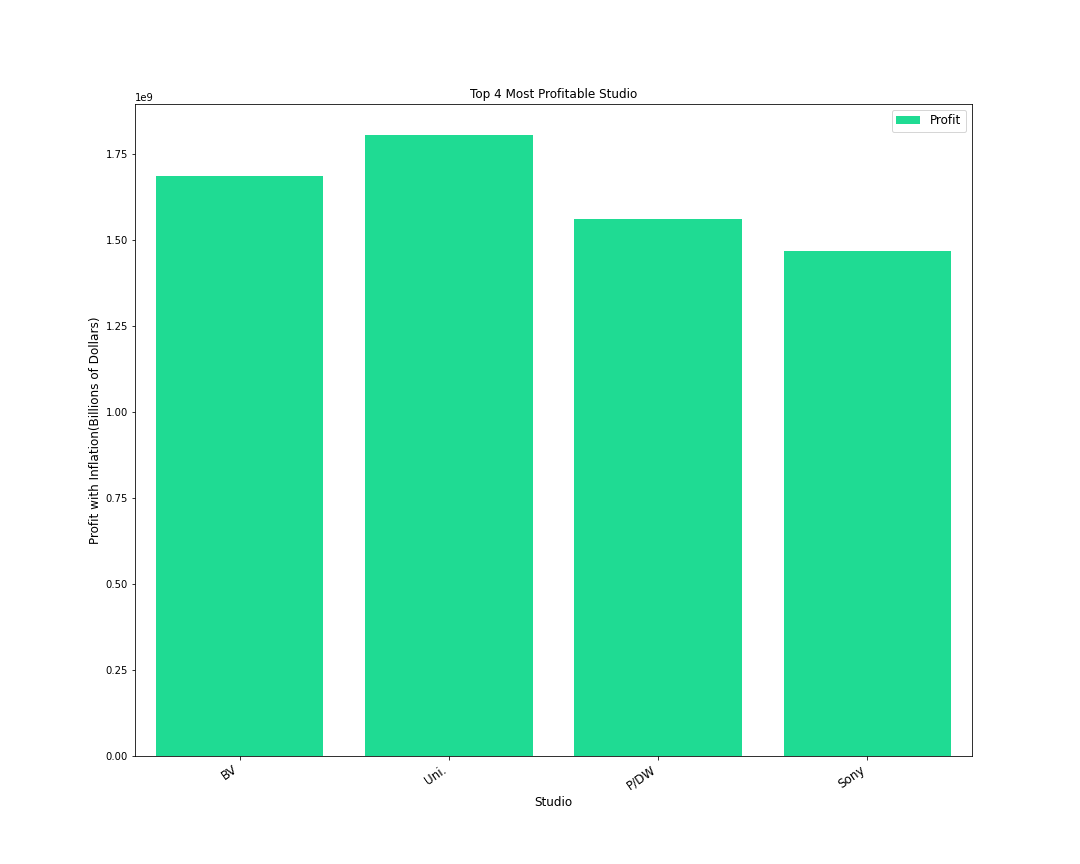 Top 4 Most Profitable Studio
1e9
Profit
1.75
1.50
1.25
1.00
0.75
0.50
0.25
0.00
Profit with Inflation(Billions of Dollars)
BV
Uni.
P/DW
Sony
Studio